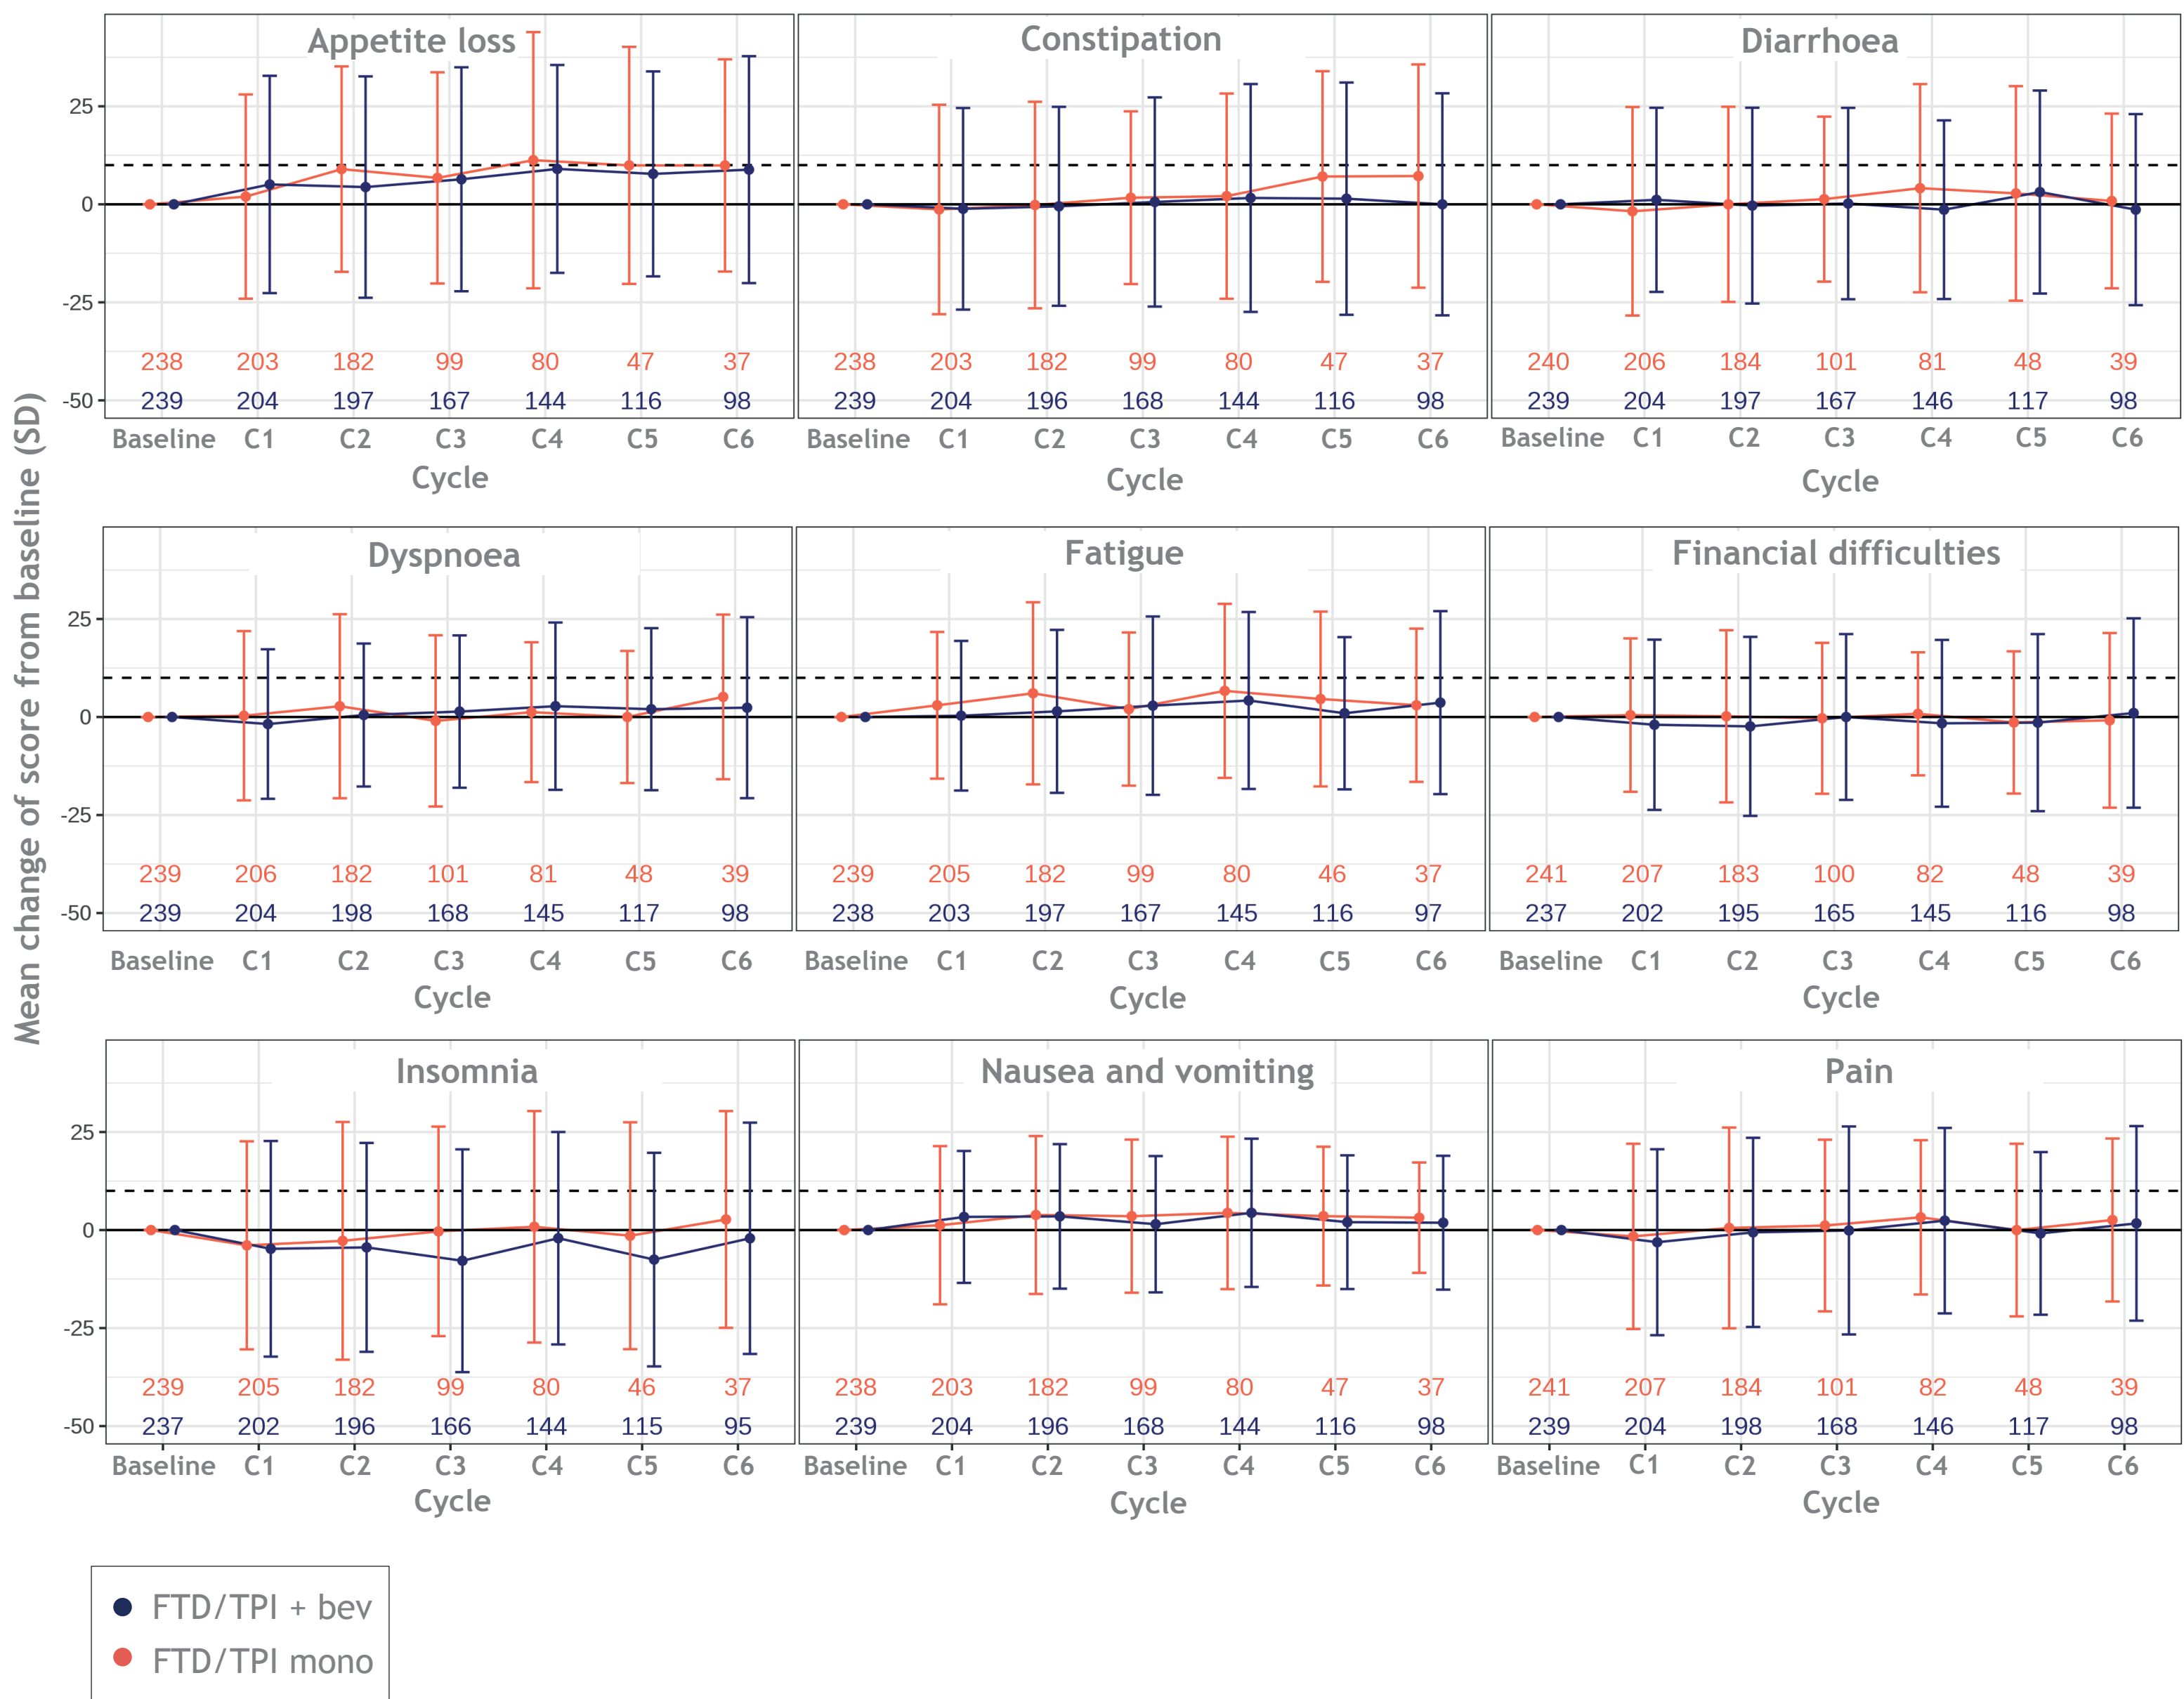 Mean change of score from baseline (SD)
Appetite loss Constipation Diarrhoea
25
0
-25
238 203 182 99 80 47 37 238 203 182 99 80 47 37 240 206 184 101 81 48 39
-50 239 204 197 167 144 116 98 239 204 196 168 144 116 98 239 204 197 167 146 117 98
Baseline C1 C2 C3 C4 C5 C6 Baseline C1 C2 C3 C4 C5 C6 Baseline C1 C2 C3 C4 C5 C6
Cycle Cycle Cycle
Dyspnoea Fatigue Financial difficulties
25
0
-25
239 206 182 101 81 48 39 239 205 182 99 80 46 37 241 207 183 100 82 48 39
-50 239 204 198 168 145 117 98 238 203 197 167 145 116 97 237 202 195 165 145 116 98
Baseline C1 C2 C3 C4 C5 C6 Baseline C1 C2 C3 C4 C5 C6 Baseline C1 C2 C3 C4 C5 C6
Cycle Cycle Cycle
Insomnia Nausea and vomiting Pain
25
0
-25
239 205 182 99 80 46 37 238 203 182 99 80 47 37 241 207 184 101 82 48 39
-50 237 202 196 166 144 115 95 239 204 196 168 144 116 98 239 204 198 168 146 117 98
Baseline C1 C2 C3 C4 C5 C6 Baseline C1 C2 C3 C4 C5 C6 Baseline C1 C2 C3 C4 C5 C6
Cycle Cycle Cycle
FTD/TPI + bev
FTD/TPI mono